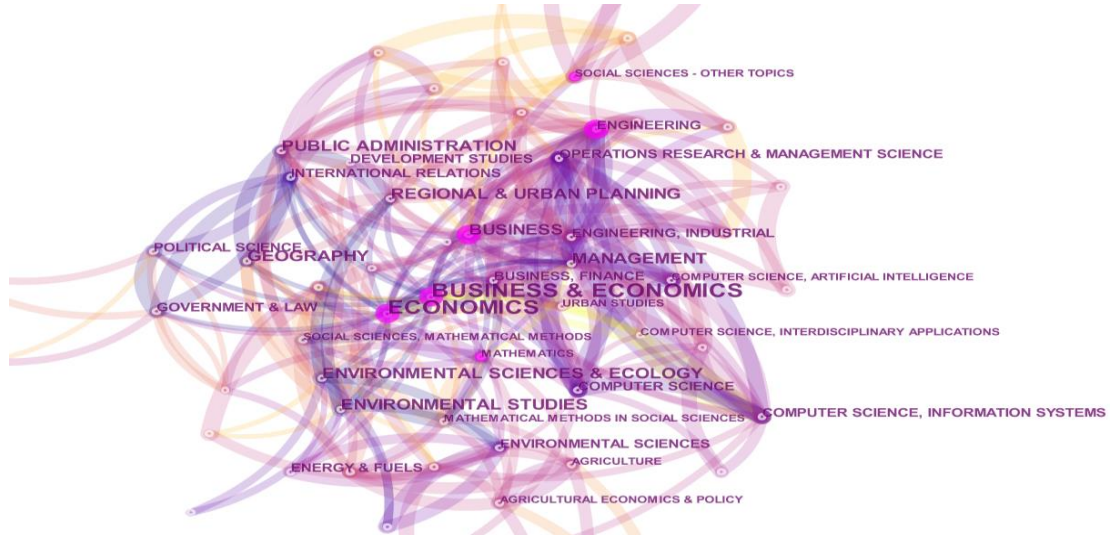 SOCIAL SCIENCES - OTHER TOPICS
ENGINEERING
PUBLIC ADMINISTRATION
OPERATIONS RESEARCH & MANAGEMENT SCIENCE
DEVELOPMENT STUDIES
INTERNATIONAL RELATIONS
REGIONAL & URBAN PLANNING
BUSINESS
ENGINEERING, INDUSTRIAL
POLITICAL SCIENCE
GEOGRAPHY
MANAGEMENT
BUSINESS, FINANCE
COMPUTER SCIENCE, ARTIFICIAL INTELLIGENCE
BUSINESS & ECONOMICS
GOVERNMENT & LAW
ECONOMICS
URBAN STUDIES
SOCIAL SCIENCES, MATHEMATICAL METHODS
COMPUTER SCIENCE, INTERDISCIPLINARY APPLICATIONS
MATHEMATICS
ENVIRONMENTAL SCIENCES & ECOLOGY
COMPUTER SCIENCE
ENVIRONMENTAL STUDIES
MATHEMATICAL METHODS IN SOCIAL SCIENCES
COMPUTER SCIENCE, INFORMATION SYSTEMS
ENVIRONMENTAL SCIENCES
ENERGY & FUELS
AGRICULTURE
AGRICULTURAL ECONOMICS & POLICY